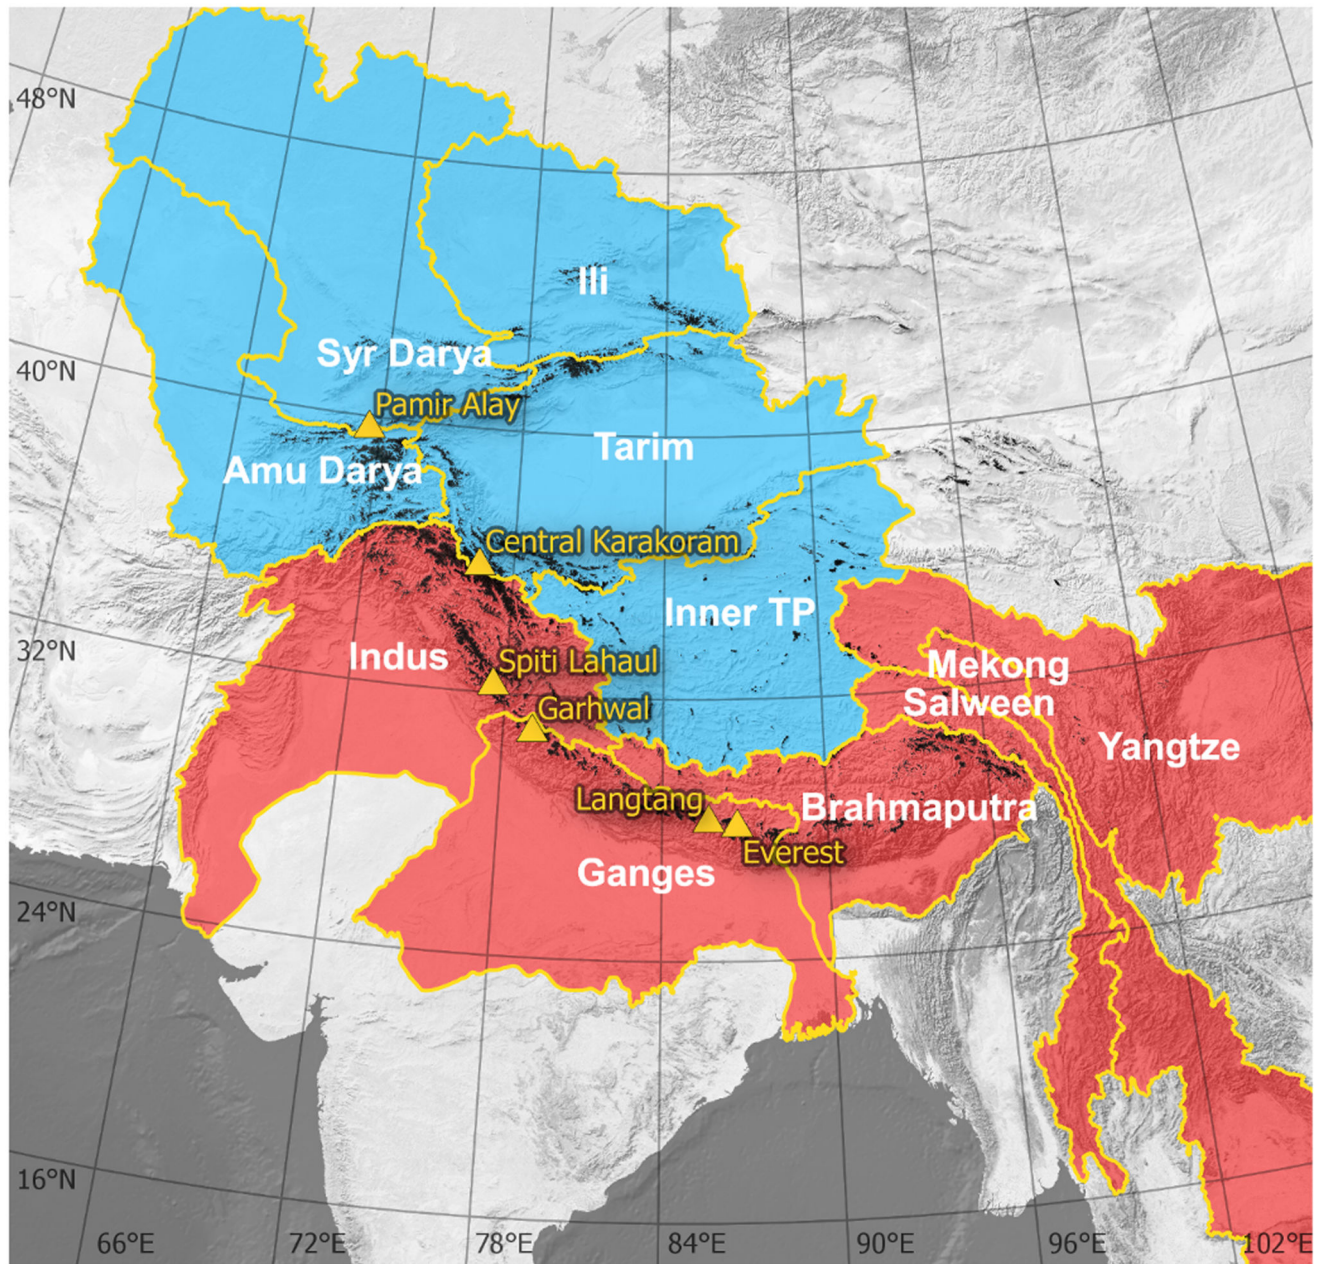 48°N
Ili
Syr Darya
40°N
Pamir Alay
Tarim
Amu Darya
Central Karakoram
Inner TP
32°N
Indus
Spiti Lahaul
Mekong
Salween
Garhwal
Yangtze
Langtang
Brahmaputra
Everest
Ganges
24°N
16°N
66°E
72°E
78°E
84°E
90°E
96°E
102°E